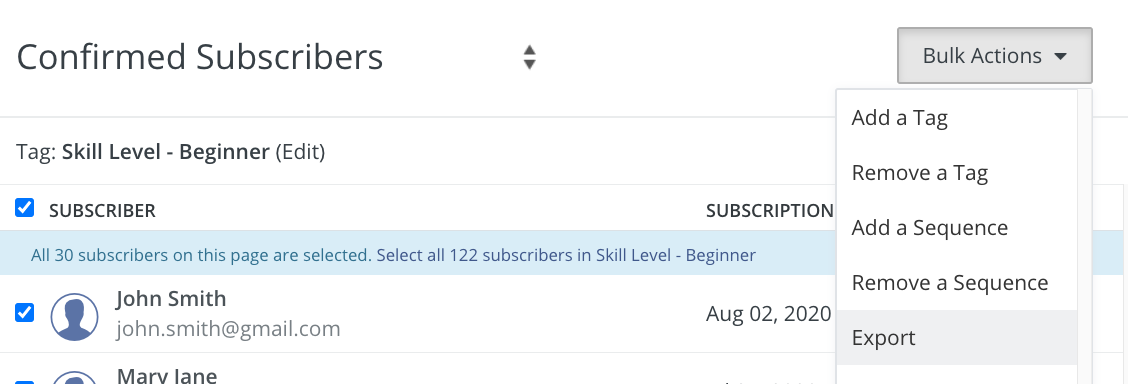 Confirmed Subscribers
Bulk Actions
Add a Tag
Remove a Tag
Add a Sequence
Remove a Sequence
Export
Tag: Skill Level - Beginner (Edit)
SUBSCRIBER
SUBSCRIPTION
All 30 subscribers on this page are selected. Select all 122 subscribers in Skill Level - Beginner
John Smith
john.smith@gmail.com
Aug 02, 2020
Mary Jane